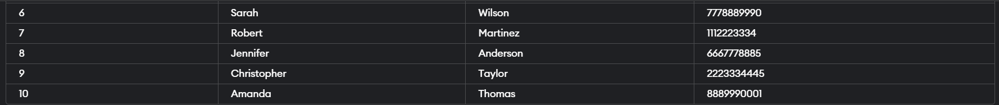 6 Sarah Wilson 7778889990
7 Robert Martinez 1112223334
8 Jennifer Anderson 6667778885
9 Christopher Taylor 2223334445
10 Amanda Thomas 8889990001